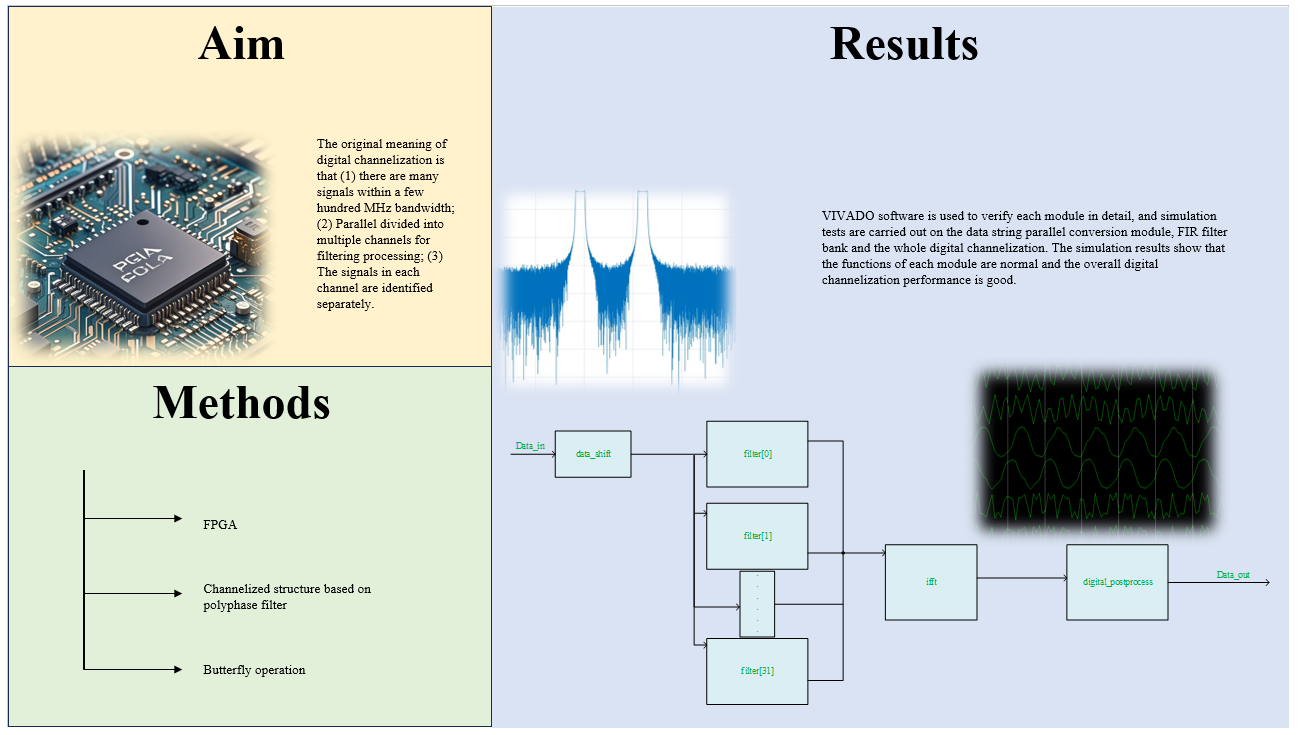 Aim
PGIA
EOLA
The original meaning of
digital channelization is
that (1) there are many
signals within a few
hundred MHz bandwidth;
(2) Parallel divided into
multiple channels for
filtering processing; (3)
The signals in each
channel are identified
separately.
Methods
FPGA
Channelized structure based on
polyphase filter
Butterfly operation
Results
VIVADO software is used to verify each module in detail, and simulation
tests are carried out on the data string parallel conversion module, FIR filter
bank and the whole digital channelization. The simulation results show that
the functions of each module are normal and the overall digital
channelization performance is good.
Data_in
data_shift
filter[0]
filter[1]
.
.
.
.
.
filter[31]
ifft
digital_postprocess
Data_out